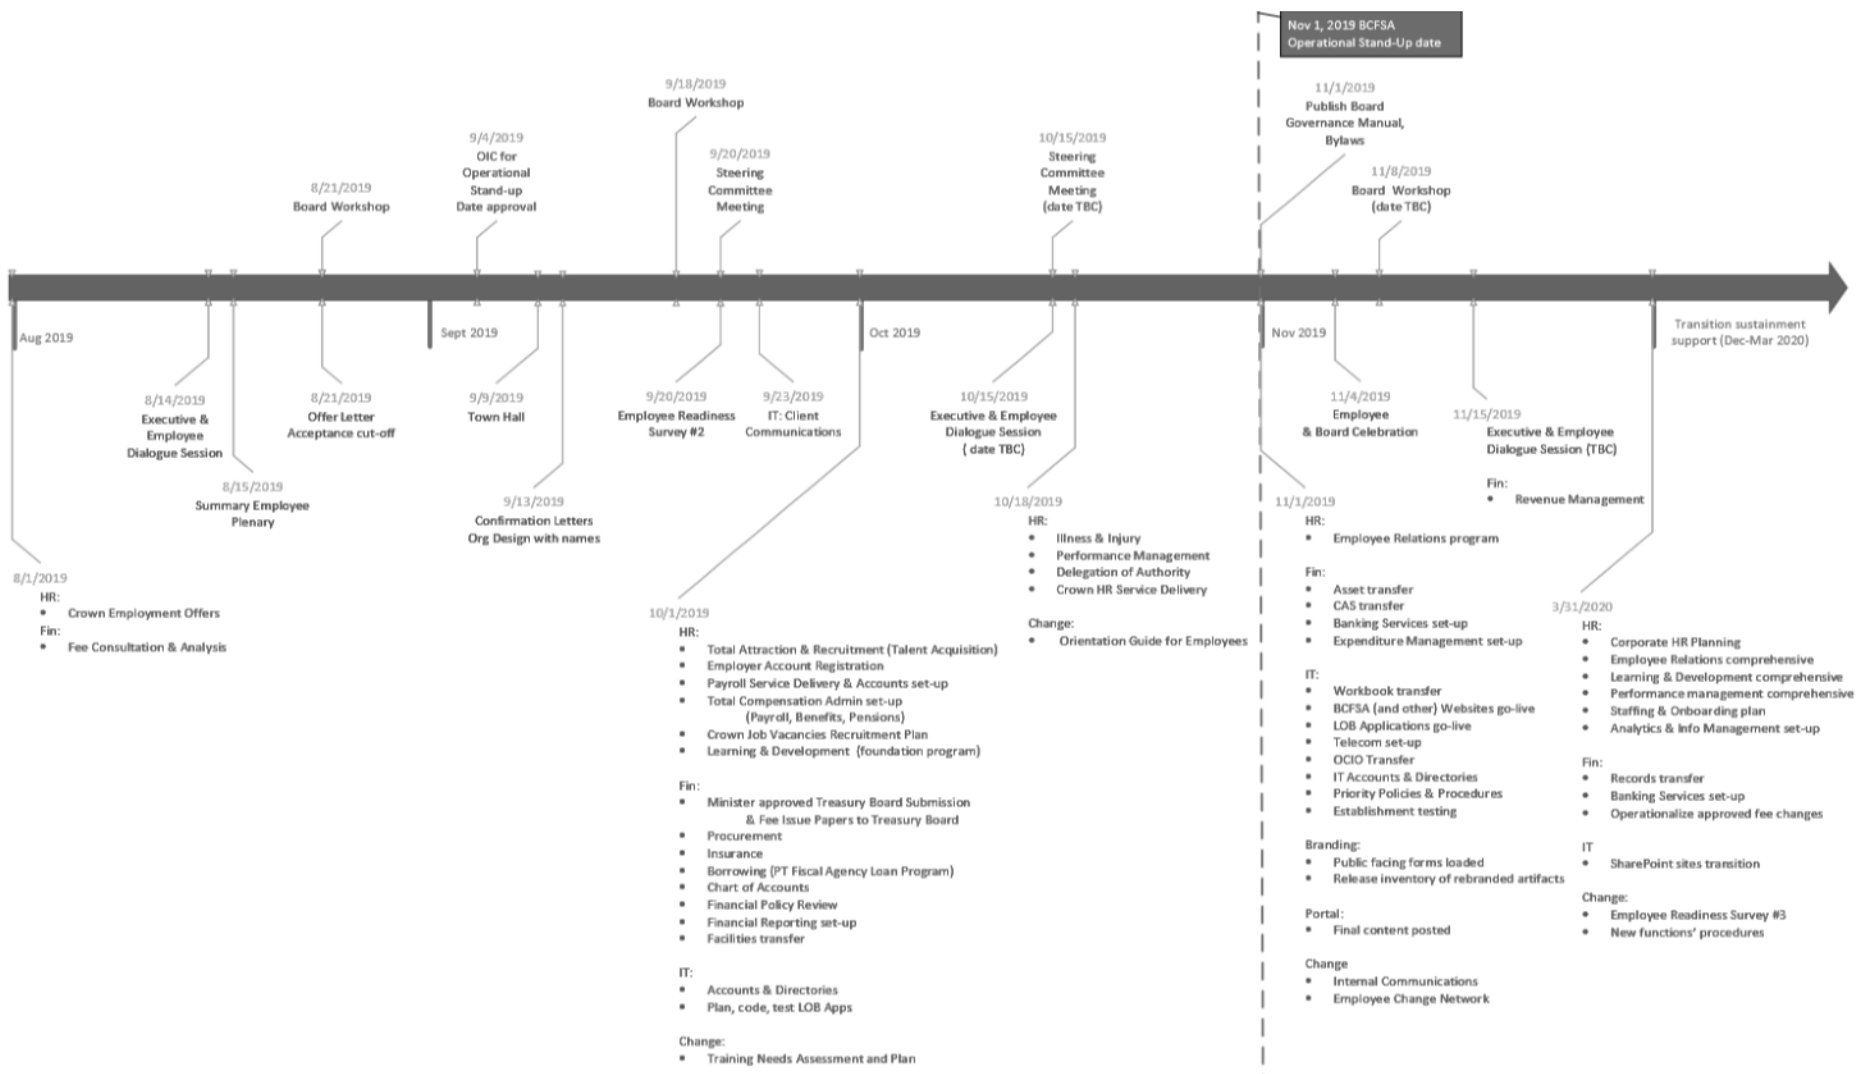 Nov 1, 2019 BCFSA
Operational Stand-Up date
9/18/2019
Board Workshop
11/1/2019
Publish Board
Governance Manual,
Bylaws
9/4/2019
OIC for
Operational
Stand-up
Date approval
9/20/2019
Steering
Committee
Meeting
10/15/2019
Steering
Committee
Meeting
(date TBC)
8/21/2019
Board Workshop
11/8/2019
Board Workshop
(date TBC)
Aug 2019
Sept 2019
Oct 2019
Nov 2019
Transition sustainment
support (Dec-Mar 2020)
8/14/2019
Executive &
Employee
Dialogue Session
8/21/2019
Offer Letter
Acceptance cut-off
9/9/2019
Town Hall
9/20/2019
Employee Readiness
Survey #2
9/23/2019
IT: Client
Communications
10/15/2019
Executive & Employee
Dialogue Session
( date TBC)
11/4/2019
Employee
& Board Celebration
11/15/2019
Executive & Employee
Dialogue Session (TBC)
Fin:
• Revenue Management
8/15/2019
Summary Employee
Plenary
9/13/2019
Confirmation Letters
Org Design with names
8/1/2019
HR:
• Crown Employment Offers
Fin:
• Fee Consultation & Analysis
10/1/2019
HR:
• Total Attraction & Recruitment (Talent Acquisition)
• Employer Account Registration
• Payroll Service Delivery & Accounts set-up
• Total Compensation Admin set-up
(Payroll, Benefits, Pensions)
• Crown Job Vacancies Recruitment Plan
• Learning & Development (foundation program)
Fin:
• Minister approved Treasury Board Submission
& Fee Issue Papers to Treasury Board
• Procurement
• Insurance
• Borrowing (PT Fiscal Agency Loan Program)
• Chart of Accounts
• Financial Policy Review
• Financial Reporting set-up
• Facilities transfer
IT:
• Accounts & Directories
• Plan, code, test LOB Apps
Change:
• Training Needs Assessment and Plan
10/18/2019
HR:
• Illness & Injury
• Performance Management
• Delegation of Authority
• Crown HR Service Delivery
Change:
• Orientation Guide for Employees
11/1/2019
HR:
• Employee Relations program
Fin:
• Asset transfer
• CAS transfer
• Banking Services set-up
• Expenditure Management set-up
IT:
• Workbook transfer
• BCFSA (and other) Websites go-live
• LOB Applications go-live
• Telecom set-up
• OCIO Transfer
• IT Accounts & Directories
• Priority Policies & Procedures
• Establishment testing
Branding:
• Public facing forms loaded
• Release inventory of rebranded artifacts
Portal:
• Final content posted
Change
• Internal Communications
• Employee Change Network
3/31/2020
HR:
• Corporate HR Planning
• Employee Relations comprehensive
• Learning & Development comprehensive
• Performance management comprehensive
• Staffing & Onboarding plan
• Analytics & Info Management set-up
Fin:
• Records transfer
• Banking Services set-up
• Operationalize approved fee changes
IT
• SharePoint sites transition
Change:
• Employee Readiness Survey #3
• New functions' procedures